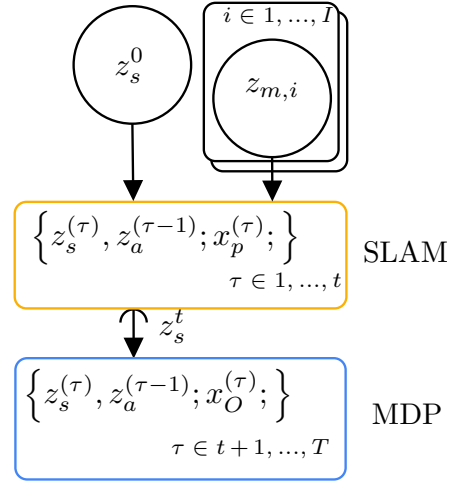 i ∈ 1, ..., I
z_s^0
z_{m,i}
{z_s^{(τ)}, z_a^{(τ−1)}; x_p^{(τ)}; }
SLAM
τ ∈ 1, ..., t
z_s^t
{z_s^{(τ)}, z_a^{(τ−1)}; x_O^{(τ)}; }
MDP
τ ∈ t + 1, ..., T